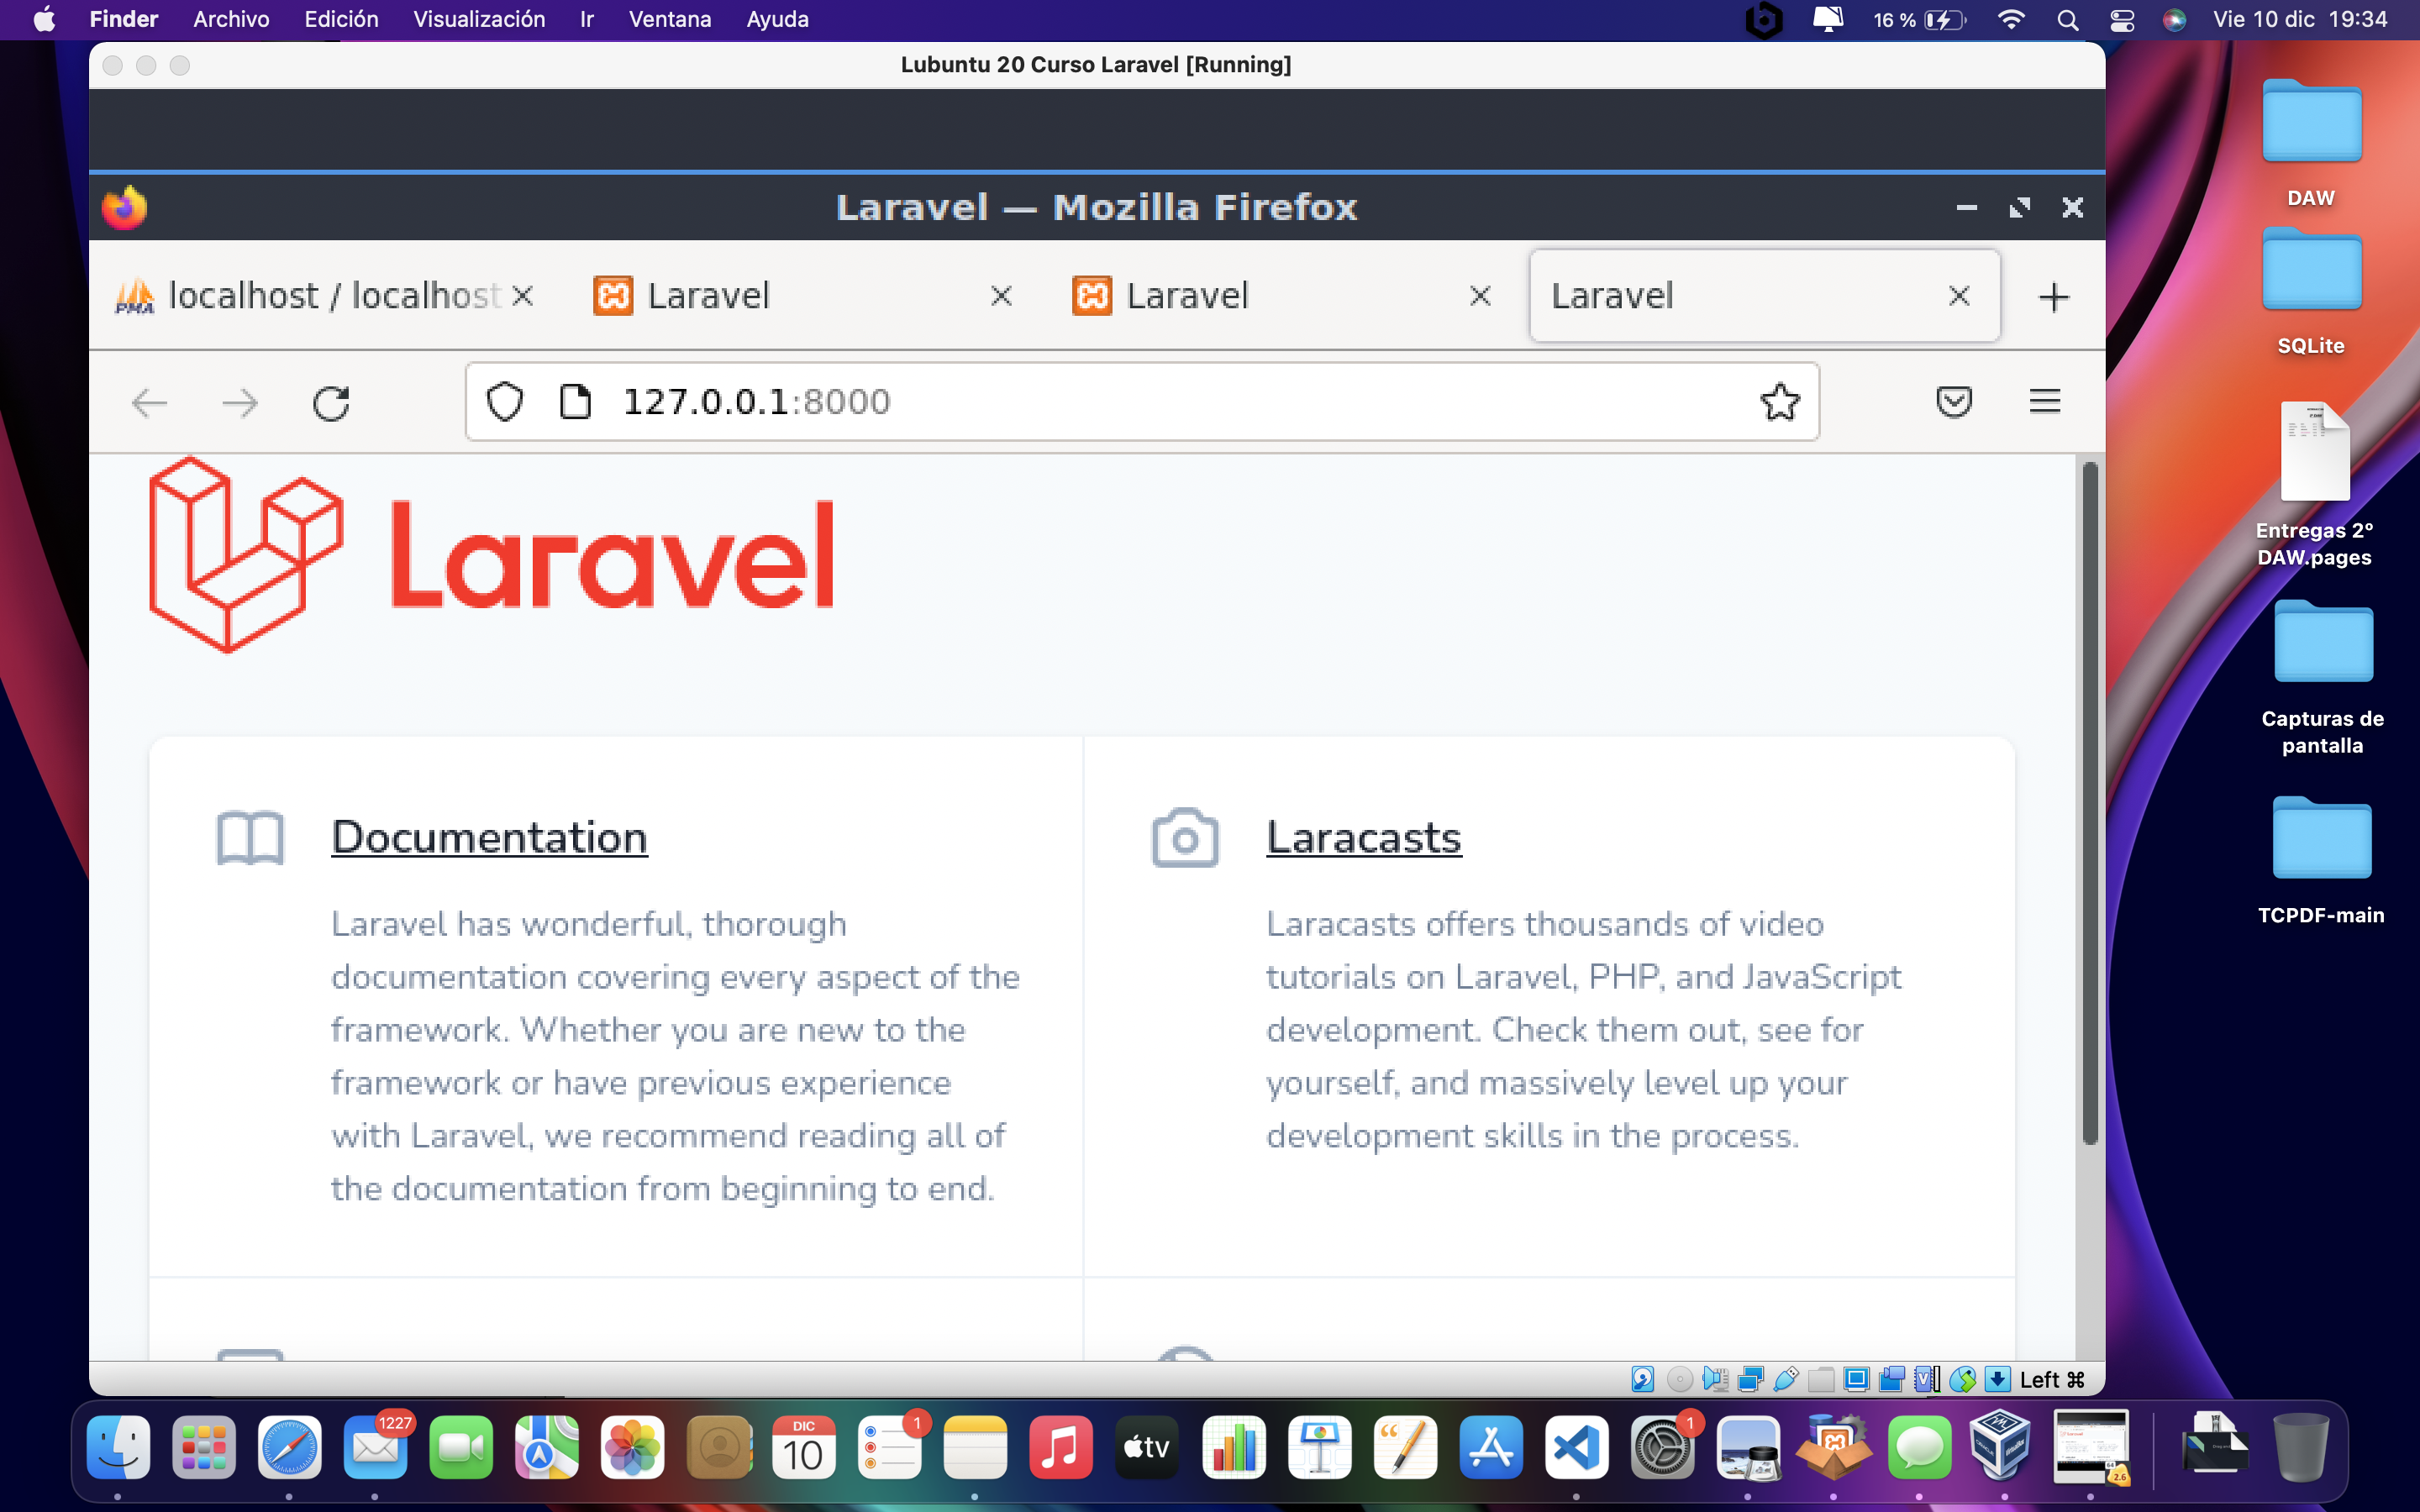 Finder Archivo Edición Visualización Ir Ventana Ayuda 16 % Vie 10 dic 19:34
Lubuntu 20 Curso Laravel [Running]
Laravel — Mozilla Firefox
PMA localhost / localhost Laravel Laravel Laravel
127.0.0.1:8000
Laravel
Documentation
Laravel has wonderful, thorough
documentation covering every aspect of the
framework. Whether you are new to the
framework or have previous experience
with Laravel, we recommend reading all of
the documentation from beginning to end.
Laracasts
Laracasts offers thousands of video
tutorials on Laravel, PHP, and JavaScript
development. Check them out, see for
yourself, and massively level up your
development skills in the process.
Left ⌘
DAW
SQLite
Entregas 2º
DAW.pages
Capturas de
pantalla
TCPDF-main
1227
DIC
10
1
tv
1
64
2.6